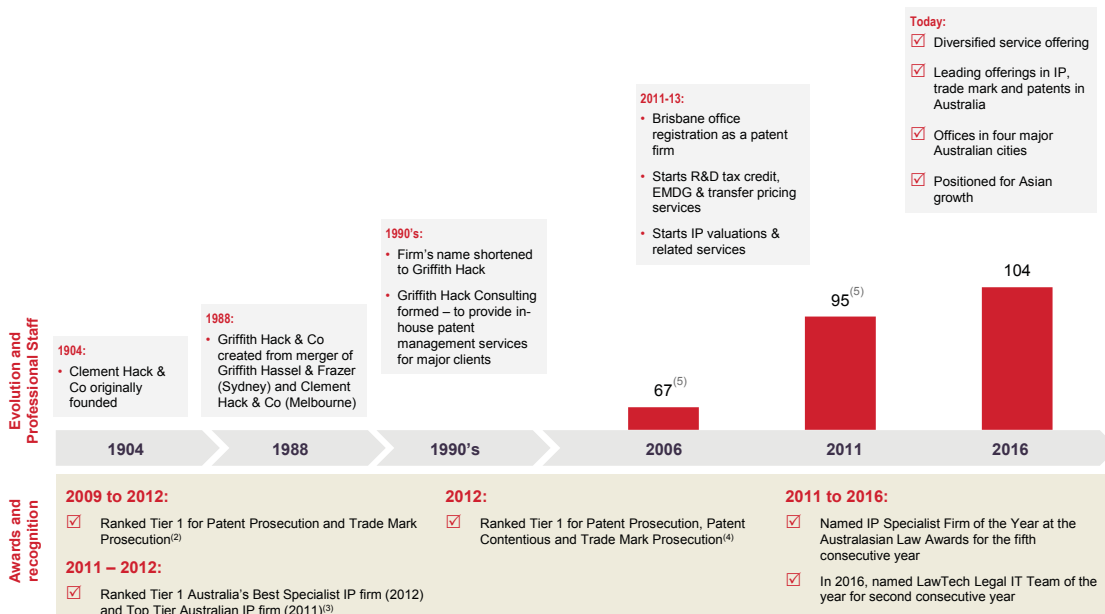 Today:
Diversified service offering
Leading offerings in IP,
trade mark and patents in
Australia
Offices in four major
Australian cities
Positioned for Asian
growth
2011-13:
• Brisbane office
registration as a patent
firm
• Starts R&D tax credit,
EMDG & transfer pricing
services
• Starts IP valuations &
related services
1990's:
• Firm's name shortened
to Griffith Hack
• Griffith Hack Consulting
formed – to provide in-
house patent
management services
for major clients
1988:
• Griffith Hack & Co
created from merger of
Griffith Hassel & Frazer
(Sydney) and Clement
Hack & Co (Melbourne)
1904:
• Clement Hack &
Co originally
founded
67(5)
95(5)
104
Evolution and
Professional Staff
1904
1988
1990's
2006
2011
2016
Awards and
recognition
2009 to 2012:
Ranked Tier 1 for Patent Prosecution and Trade Mark
Prosecution(2)
2011 – 2012:
Ranked Tier 1 Australia's Best Specialist IP firm (2012)
and Top Tier Australian IP firm (2011)(3)
2012:
Ranked Tier 1 for Patent Prosecution, Patent
Contentious and Trade Mark Prosecution(4)
2011 to 2016:
Named IP Specialist Firm of the Year at the
Australasian Law Awards for the fifth
consecutive year
In 2016, named LawTech Legal IT Team of the
year for second consecutive year